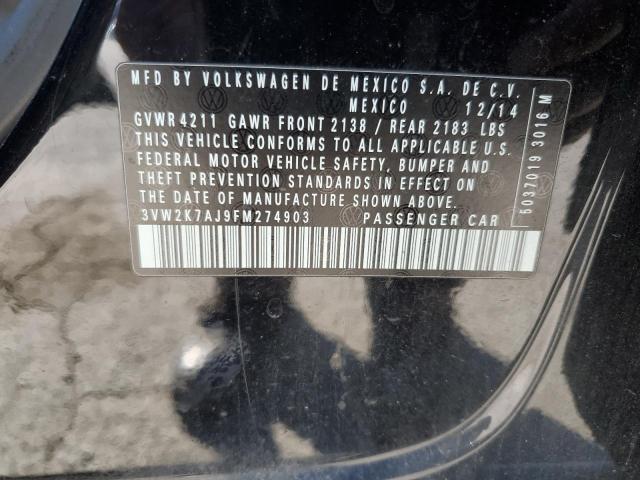 MFD BY VOLKSWAGEN DE MEXICO S.A. DE C.V.
MEXICO 12/14
GVWR 4211 GAWR FRONT 2138 / REAR 2183 LBS
THIS VEHICLE CONFORMS TO ALL APPLICABLE U.S.
FEDERAL MOTOR VEHICLE SAFETY, BUMPER AND
THEFT PREVENTION STANDARDS IN EFFECT ON
THE DATE OF MANUFACTURE SHOWN ABOVE.
3VW2K7AJ9FM274903 PASSENGER CAR
5037019 3016 M